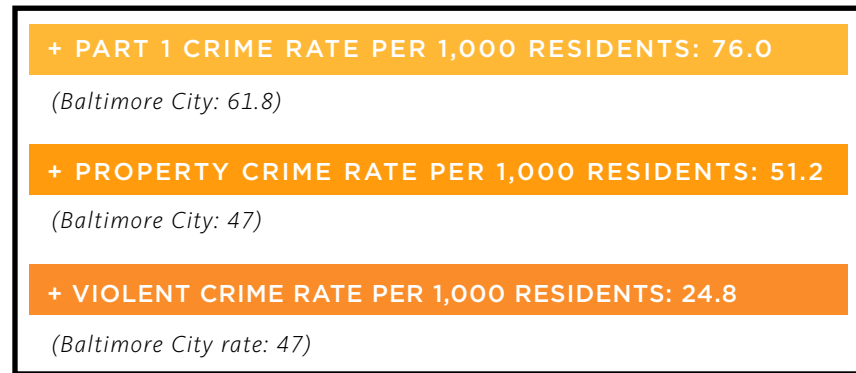 + PART 1 CRIME RATE PER 1,000 RESIDENTS: 76.0
(Baltimore City: 61.8)
+ PROPERTY CRIME RATE PER 1,000 RESIDENTS: 51.2
(Baltimore City: 47)
+ VIOLENT CRIME RATE PER 1,000 RESIDENTS: 24.8
(Baltimore City rate: 47)